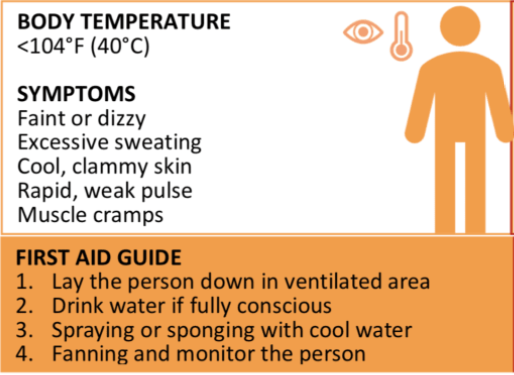 BODY TEMPERATURE
<104°F (40°C)
SYMPTOMS
Faint or dizzy
Excessive sweating
Cool, clammy skin
Rapid, weak pulse
Muscle cramps
FIRST AID GUIDE
1. Lay the person down in ventilated area
2. Drink water if fully conscious
3. Spraying or sponging with cool water
4. Fanning and monitor the person